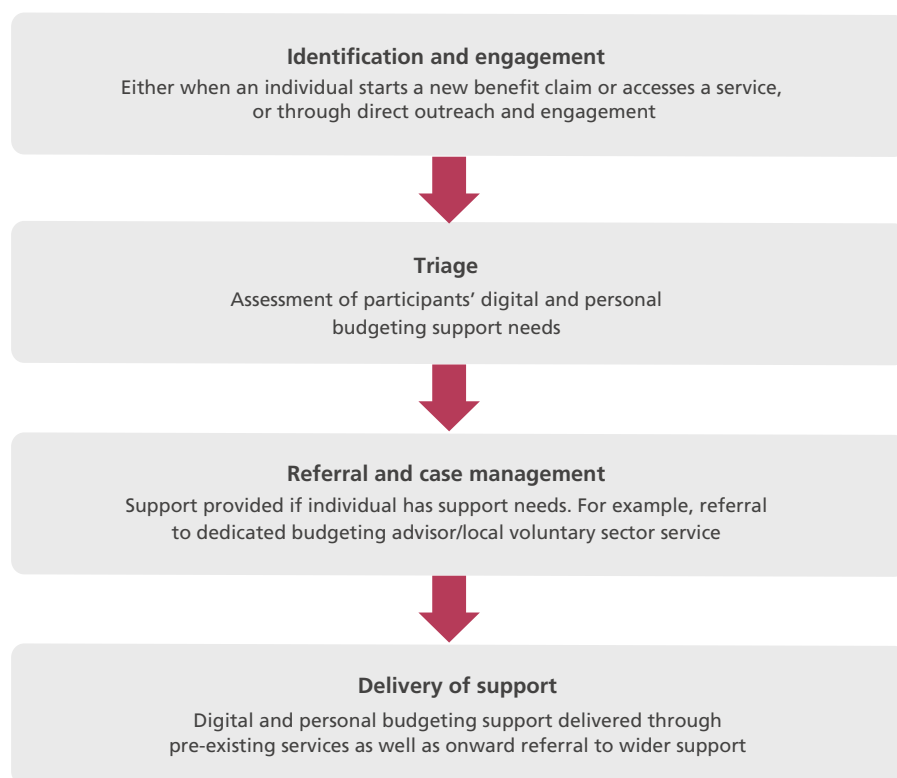 Identification and engagement
Either when an individual starts a new benefit claim or accesses a service,
or through direct outreach and engagement
Triage
Assessment of participants’ digital and personal
budgeting support needs
Referral and case management
Support provided if individual has support needs. For example, referral
to dedicated budgeting advisor/local voluntary sector service
Delivery of support
Digital and personal budgeting support delivered through
pre-existing services as well as onward referral to wider support